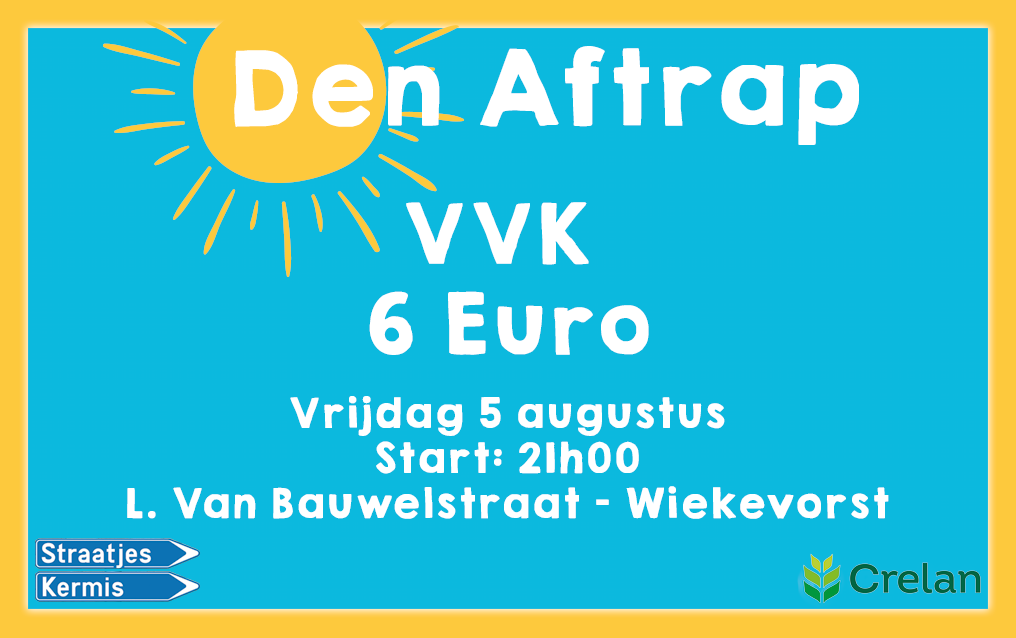 Den Aftrap
VVK
6 Euro
Vrijdag 5 augustus
Start: 21h00
L. Van Bauwelstraat - Wiekevorst
Straatjes
Kermis
Crelan